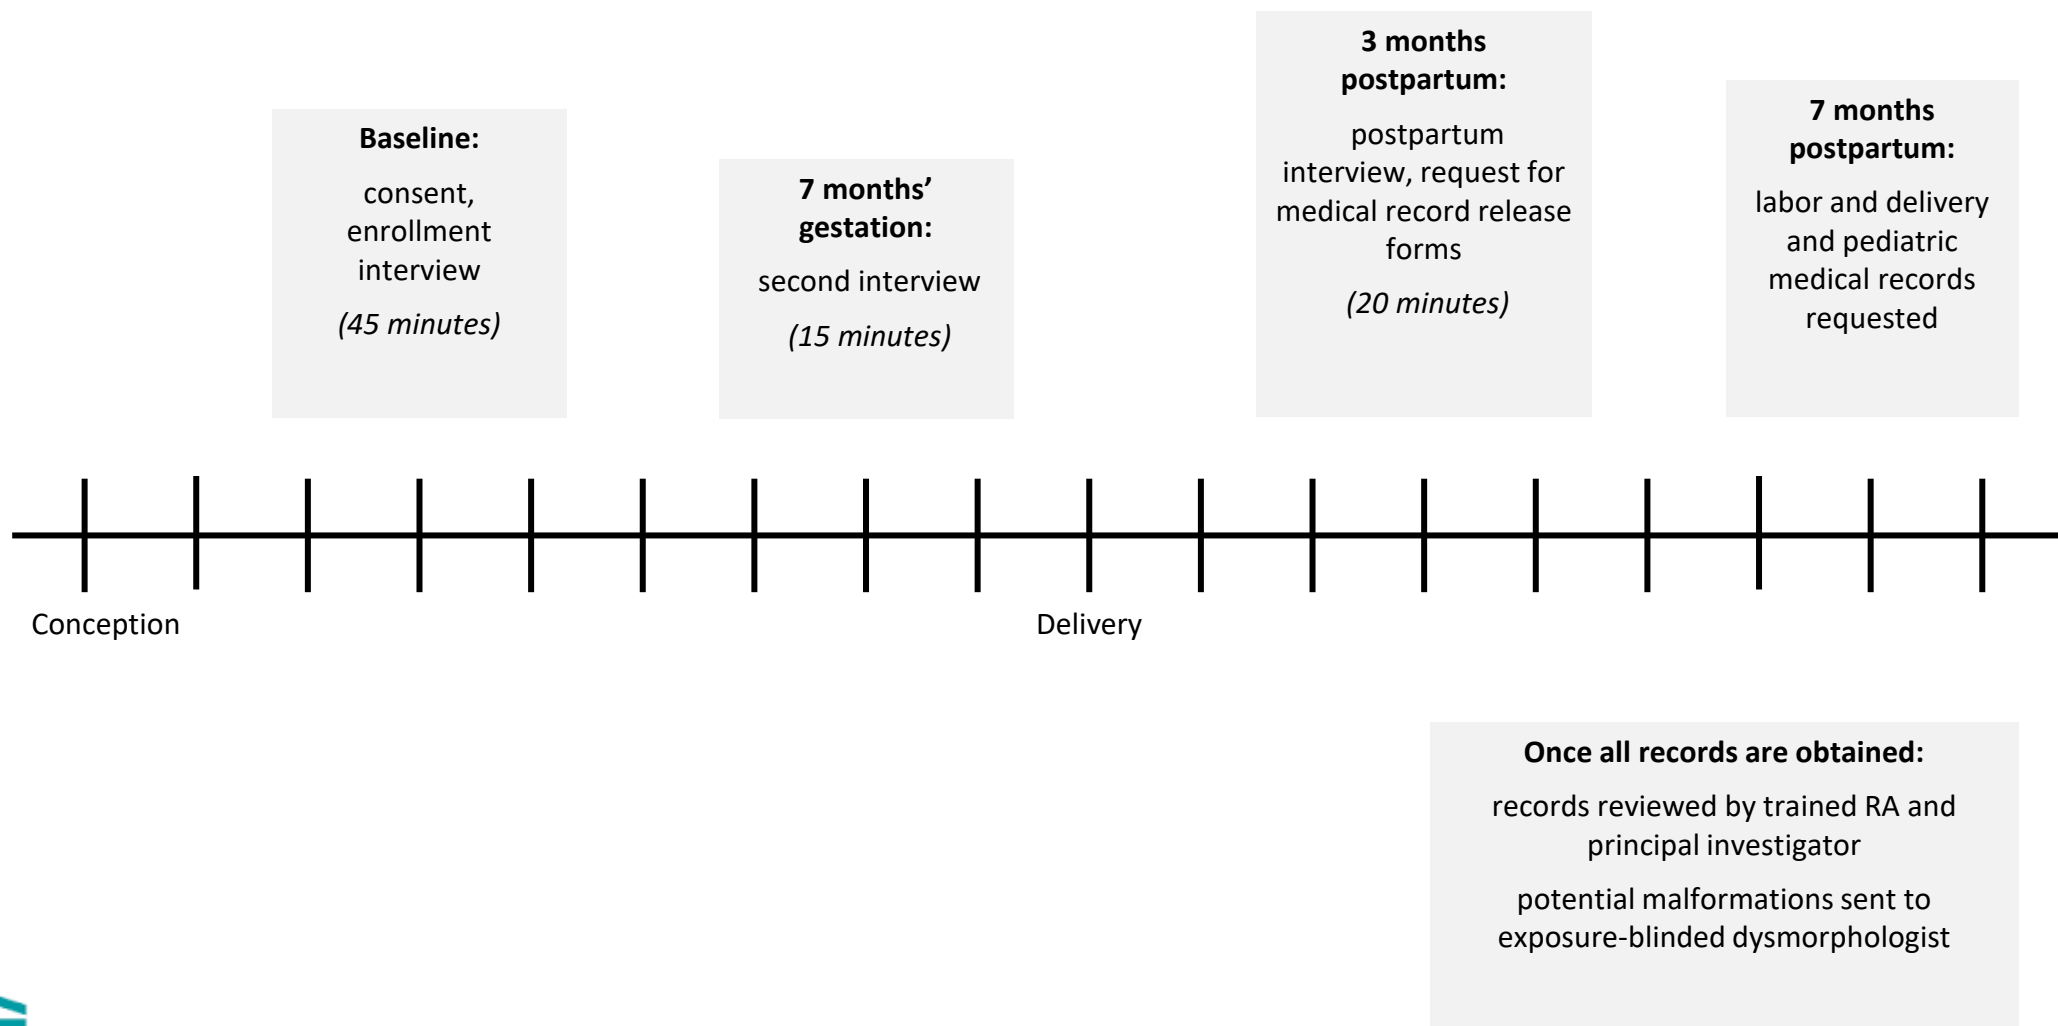 Baseline:
consent,
enrollment
interview
(45 minutes)
7 months’
gestation:
second interview
(15 minutes)
3 months
postpartum:
postpartum
interview, request for
medical record release
forms
(20 minutes)
7 months
postpartum:
labor and delivery
and pediatric
medical records
requested
Conception
Delivery
Once all records are obtained:
records reviewed by trained RA and
principal investigator
potential malformations sent to
exposure-blinded dysmorphologist